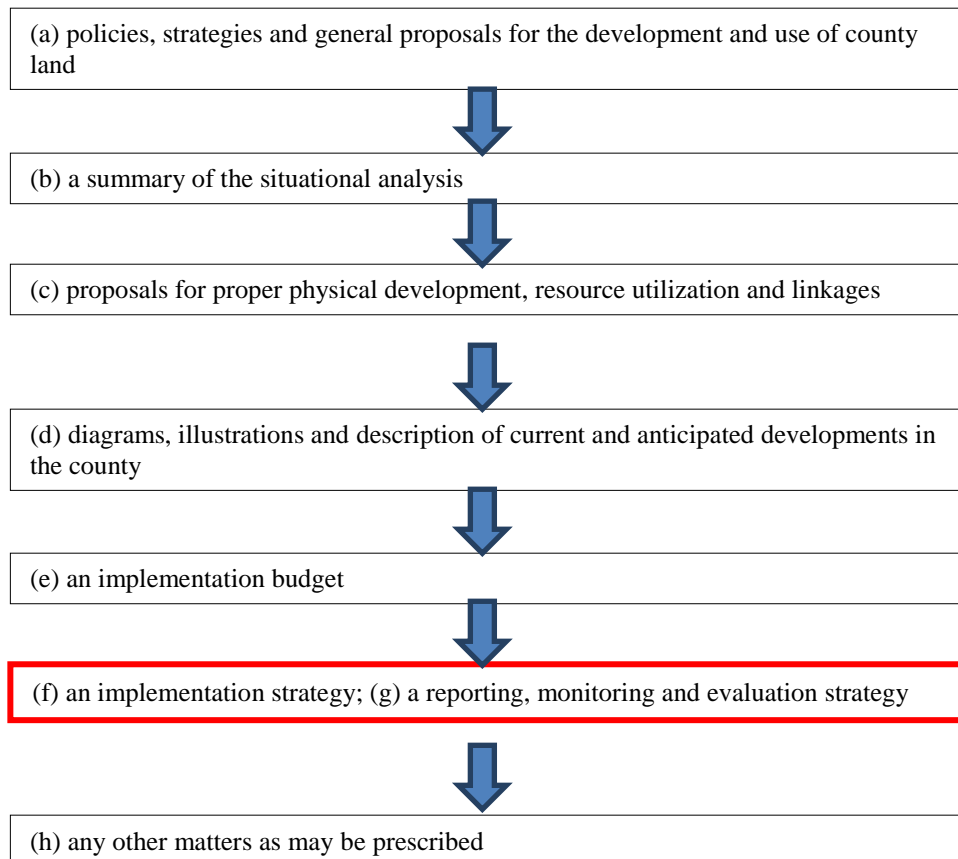 (a) policies, strategies and general proposals for the development and use of county
land
(b) a summary of the situational analysis
(c) proposals for proper physical development, resource utilization and linkages
(d) diagrams, illustrations and description of current and anticipated developments in
the county
(e) an implementation budget
(f) an implementation strategy; (g) a reporting, monitoring and evaluation strategy
(h) any other matters as may be prescribed